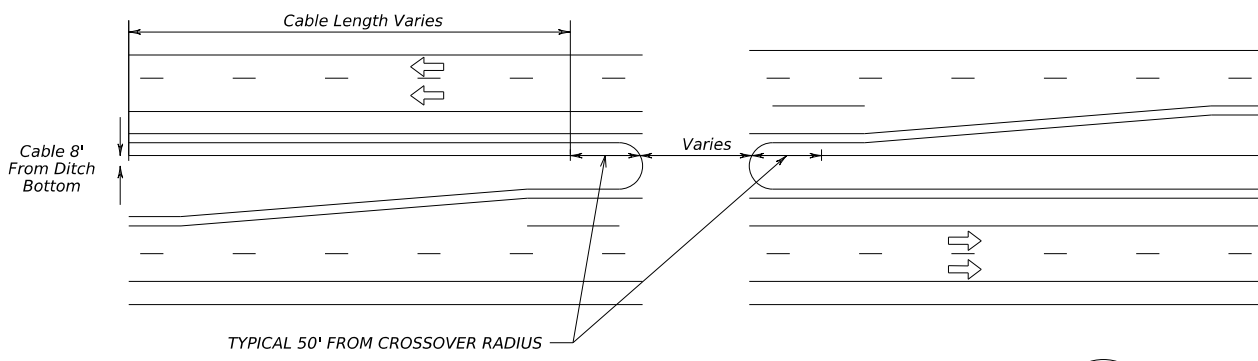 Cable Length Varies
Cable 8'
From Ditch
Bottom
Varies
TYPICAL 50' FROM CROSSOVER RADIUS